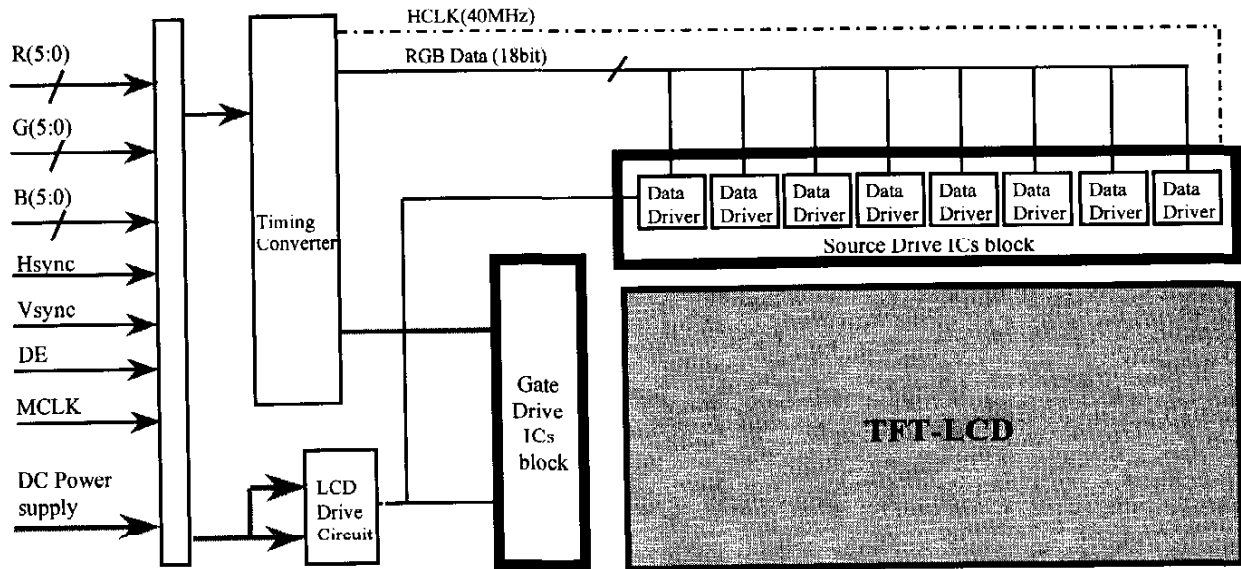 HCLK(40MHz)
RGB Data (18bit)
R(5:0)
G(5:0)
B(5:0)
Hsync
Vsync
DE
MCLK
DC Power
supply
Timing
Converter
LCD
Drive
Circuit
Gate
Drive
ICs
block
Data
Driver
Data
Driver
Data
Driver
Data
Driver
Data
Driver
Data
Driver
Data
Driver
Data
Driver
Source Drive ICs block
TFT-LCD